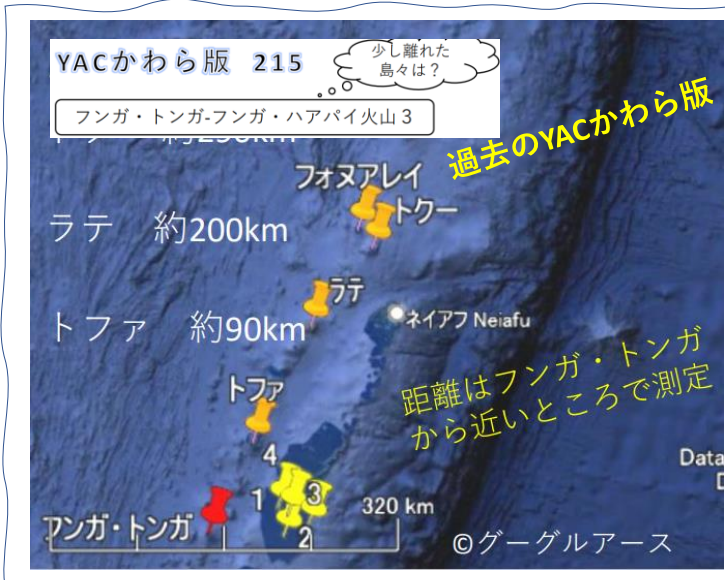 YACかわら版 215
少し離れた
島々は？
フンガ・トンガ-フンガ・ハアパイ火山３
過去のYACかわら版
フォヌアレイ
トクー
ラテ 約200km
ラテ
ネイアフ Neiafu
トファ 約90km
距離はフンガ・トンガ
から近いところで測定
トファ
4
Data
1
3
320 km
フンガ・トンガ
2
©グーグルアース